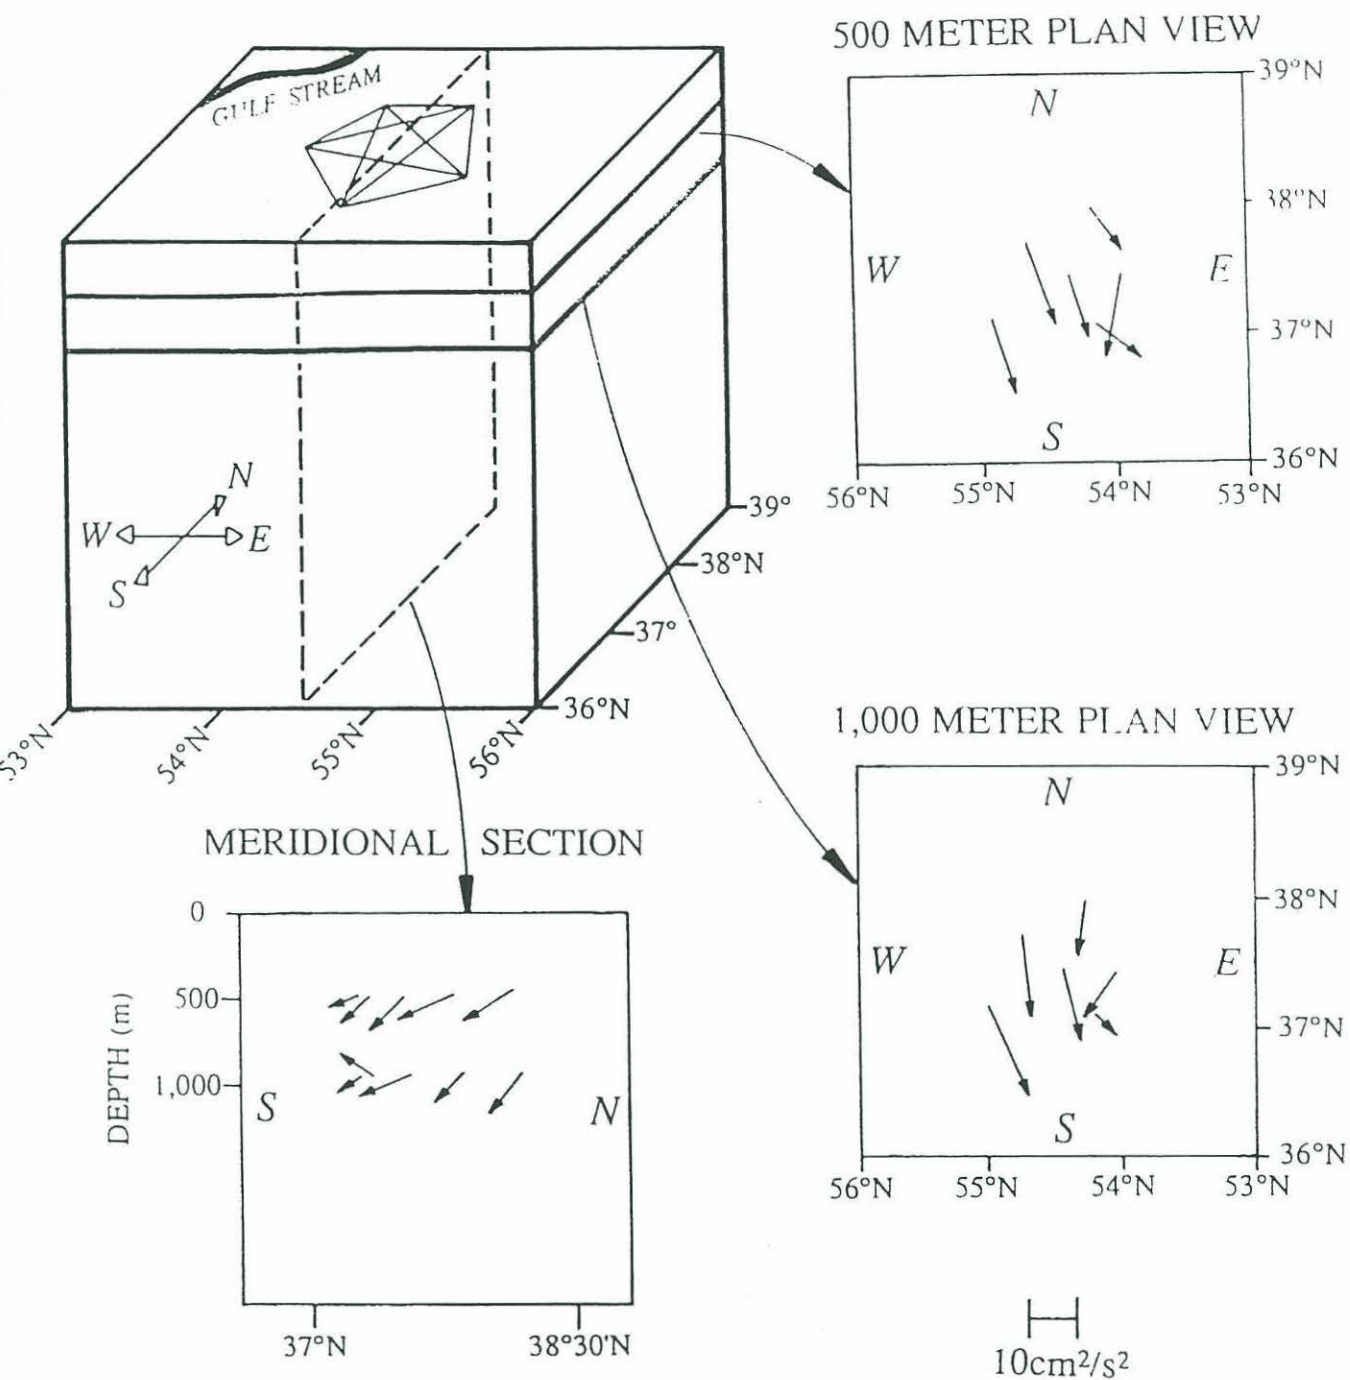 500 METER PLAN VIEW
GULF STREAM
39°N
N
38°N
W
E
37°N
S
36°N
56°N 55°N 54°N 53°N
N
W E
S
39°
38°N
37°
36°N
53°N 54°N 55°N 56°N
1,000 METER PLAN VIEW
39°N
N
38°N
W
E
37°N
S
36°N
56°N 55°N 54°N 53°N
MERIDIONAL SECTION
0
500
1,000
DEPTH (m)
S
N
37°N 38°30'N
10cm²/s²